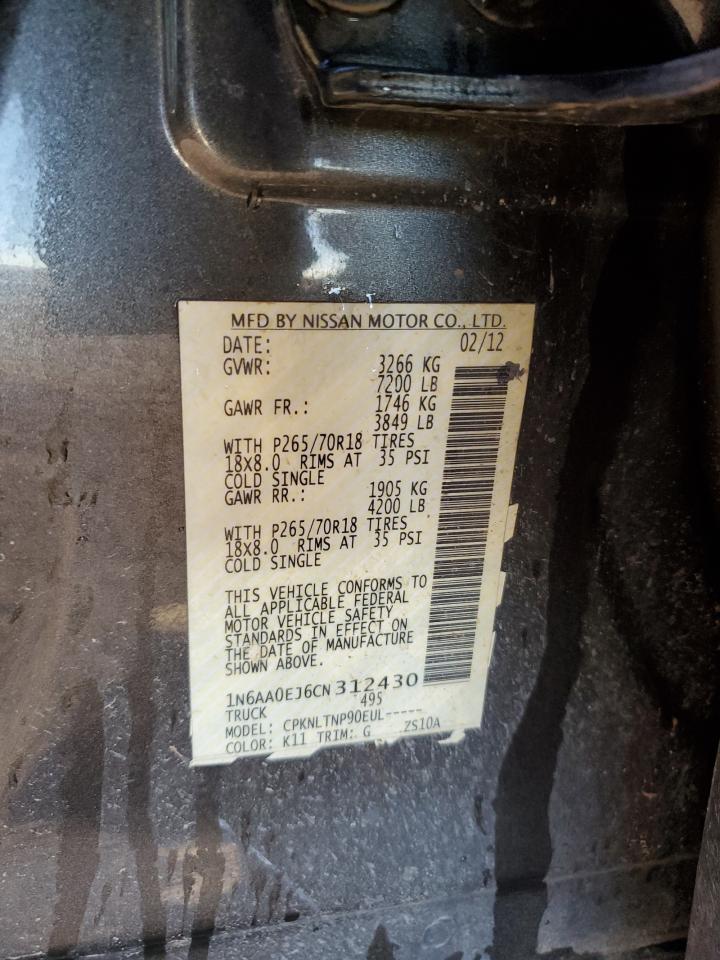 MFD BY NISSAN MOTOR CO., LTD.
DATE: 02/12
GVWR: 3266 KG
7200 LB
GAWR FR.: 1746 KG
3849 LB
WITH P265/70R18 TIRES
18X8.0 RIMS AT 35 PSI
COLD SINGLE
GAWR RR.: 1905 KG
4200 LB
WITH P265/70R18 TIRES
18X8.0 RIMS AT 35 PSI
COLD SINGLE
THIS VEHICLE CONFORMS TO
ALL APPLICABLE FEDERAL
MOTOR VEHICLE SAFETY
STANDARDS IN EFFECT ON
THE DATE OF MANUFACTURE
SHOWN ABOVE.
1N6AA0EJ6CN312430
TRUCK 495
MODEL: CPKNLTNP90EUL-----
COLOR: K11 TRIM: G ZS10A